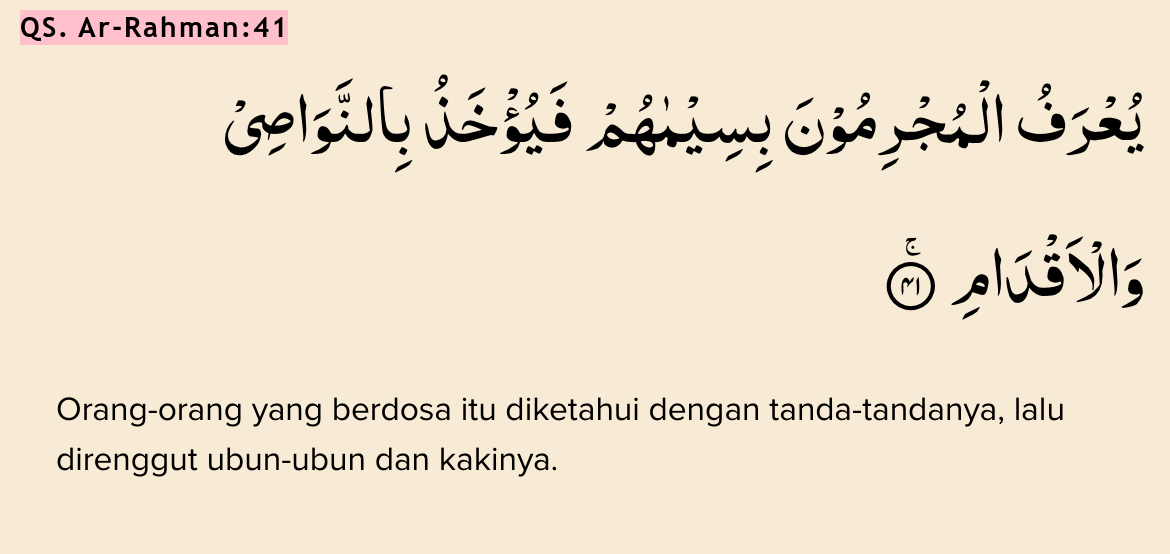 QS. Ar-Rahman:41
يُعْرَفُ الْمُجْرِمُوْنَ بِسِيْمٰهُمْ فَيُؤْخَذُ بِالنَّوَاصِيْ
وَالْاَقْدَامِۚ ٤١
Orang-orang yang berdosa itu diketahui dengan tanda-tandanya, lalu
direnggut ubun-ubun dan kakinya.